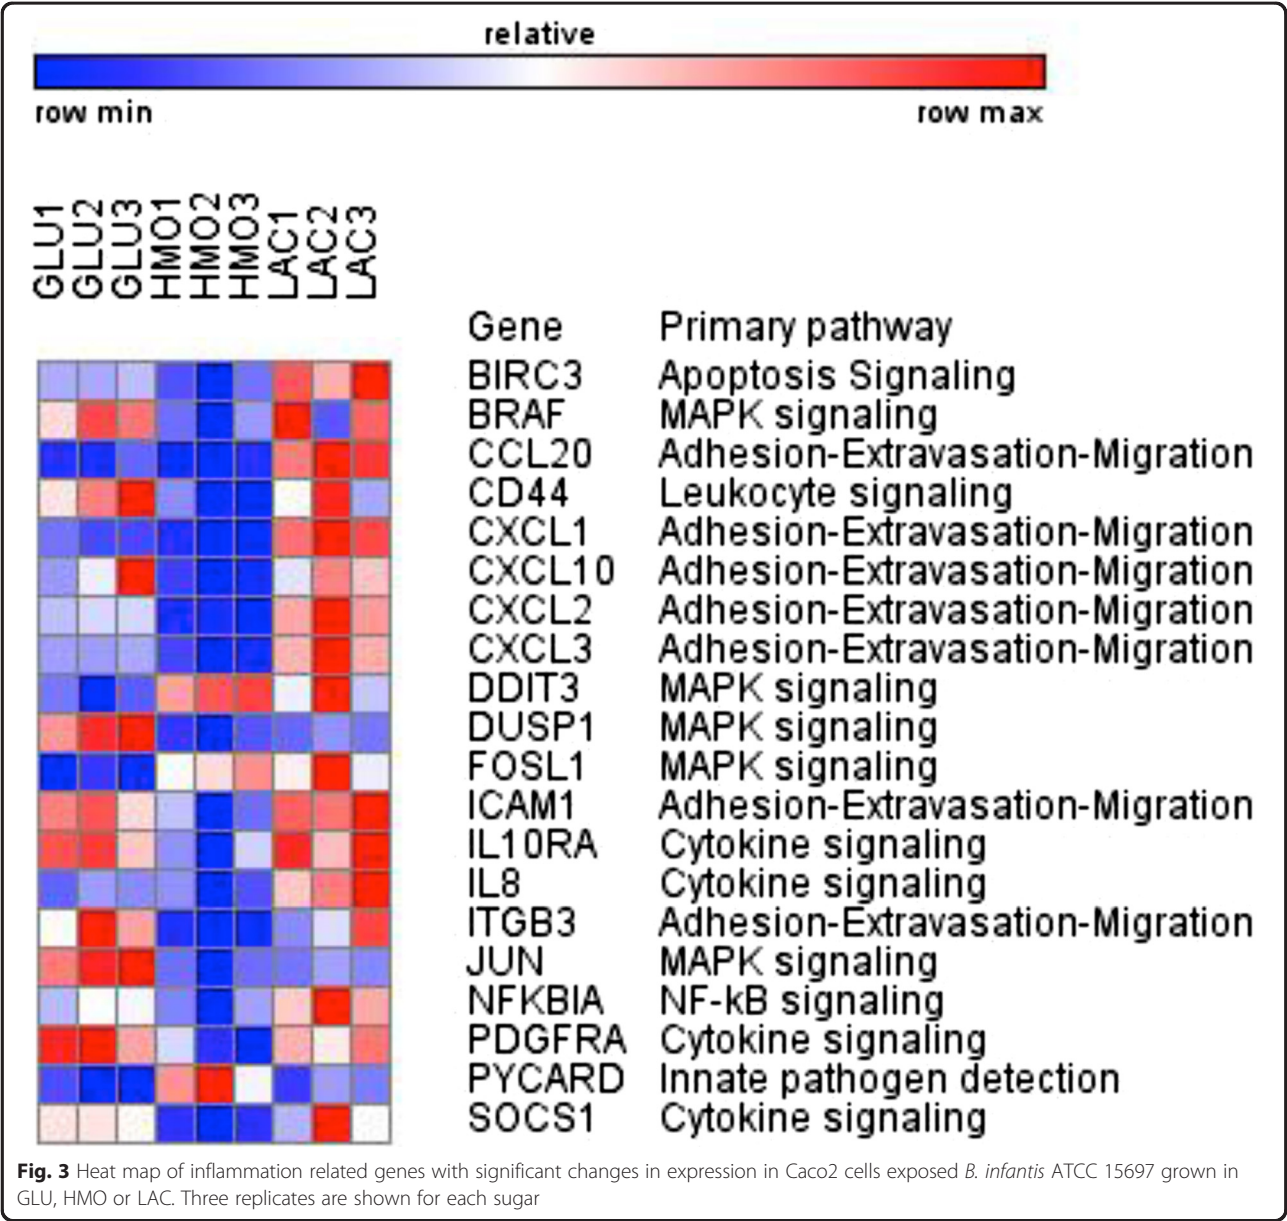 relative
row min row max
GLU1 GLU2 GLU3 HMO1 HMO2 HMO3 LAC1 LAC2 LAC3
Gene Primary pathway
BIRC3 Apoptosis Signaling
BRAF MAPK signaling
CCL20 Adhesion-Extravasation-Migration
CD44 Leukocyte signaling
CXCL1 Adhesion-Extravasation-Migration
CXCL10 Adhesion-Extravasation-Migration
CXCL2 Adhesion-Extravasation-Migration
CXCL3 Adhesion-Extravasation-Migration
DDIT3 MAPK signaling
DUSP1 MAPK signaling
FOSL1 MAPK signaling
ICAM1 Adhesion-Extravasation-Migration
IL10RA Cytokine signaling
IL8 Cytokine signaling
ITGB3 Adhesion-Extravasation-Migration
JUN MAPK signaling
NFKBIA NF-kB signaling
PDGFRA Cytokine signaling
PYCARD Innate pathogen detection
SOCS1 Cytokine signaling
Fig. 3 Heat map of inflammation related genes with significant changes in expression in Caco2 cells exposed B. infantis ATCC 15697 grown in
GLU, HMO or LAC. Three replicates are shown for each sugar